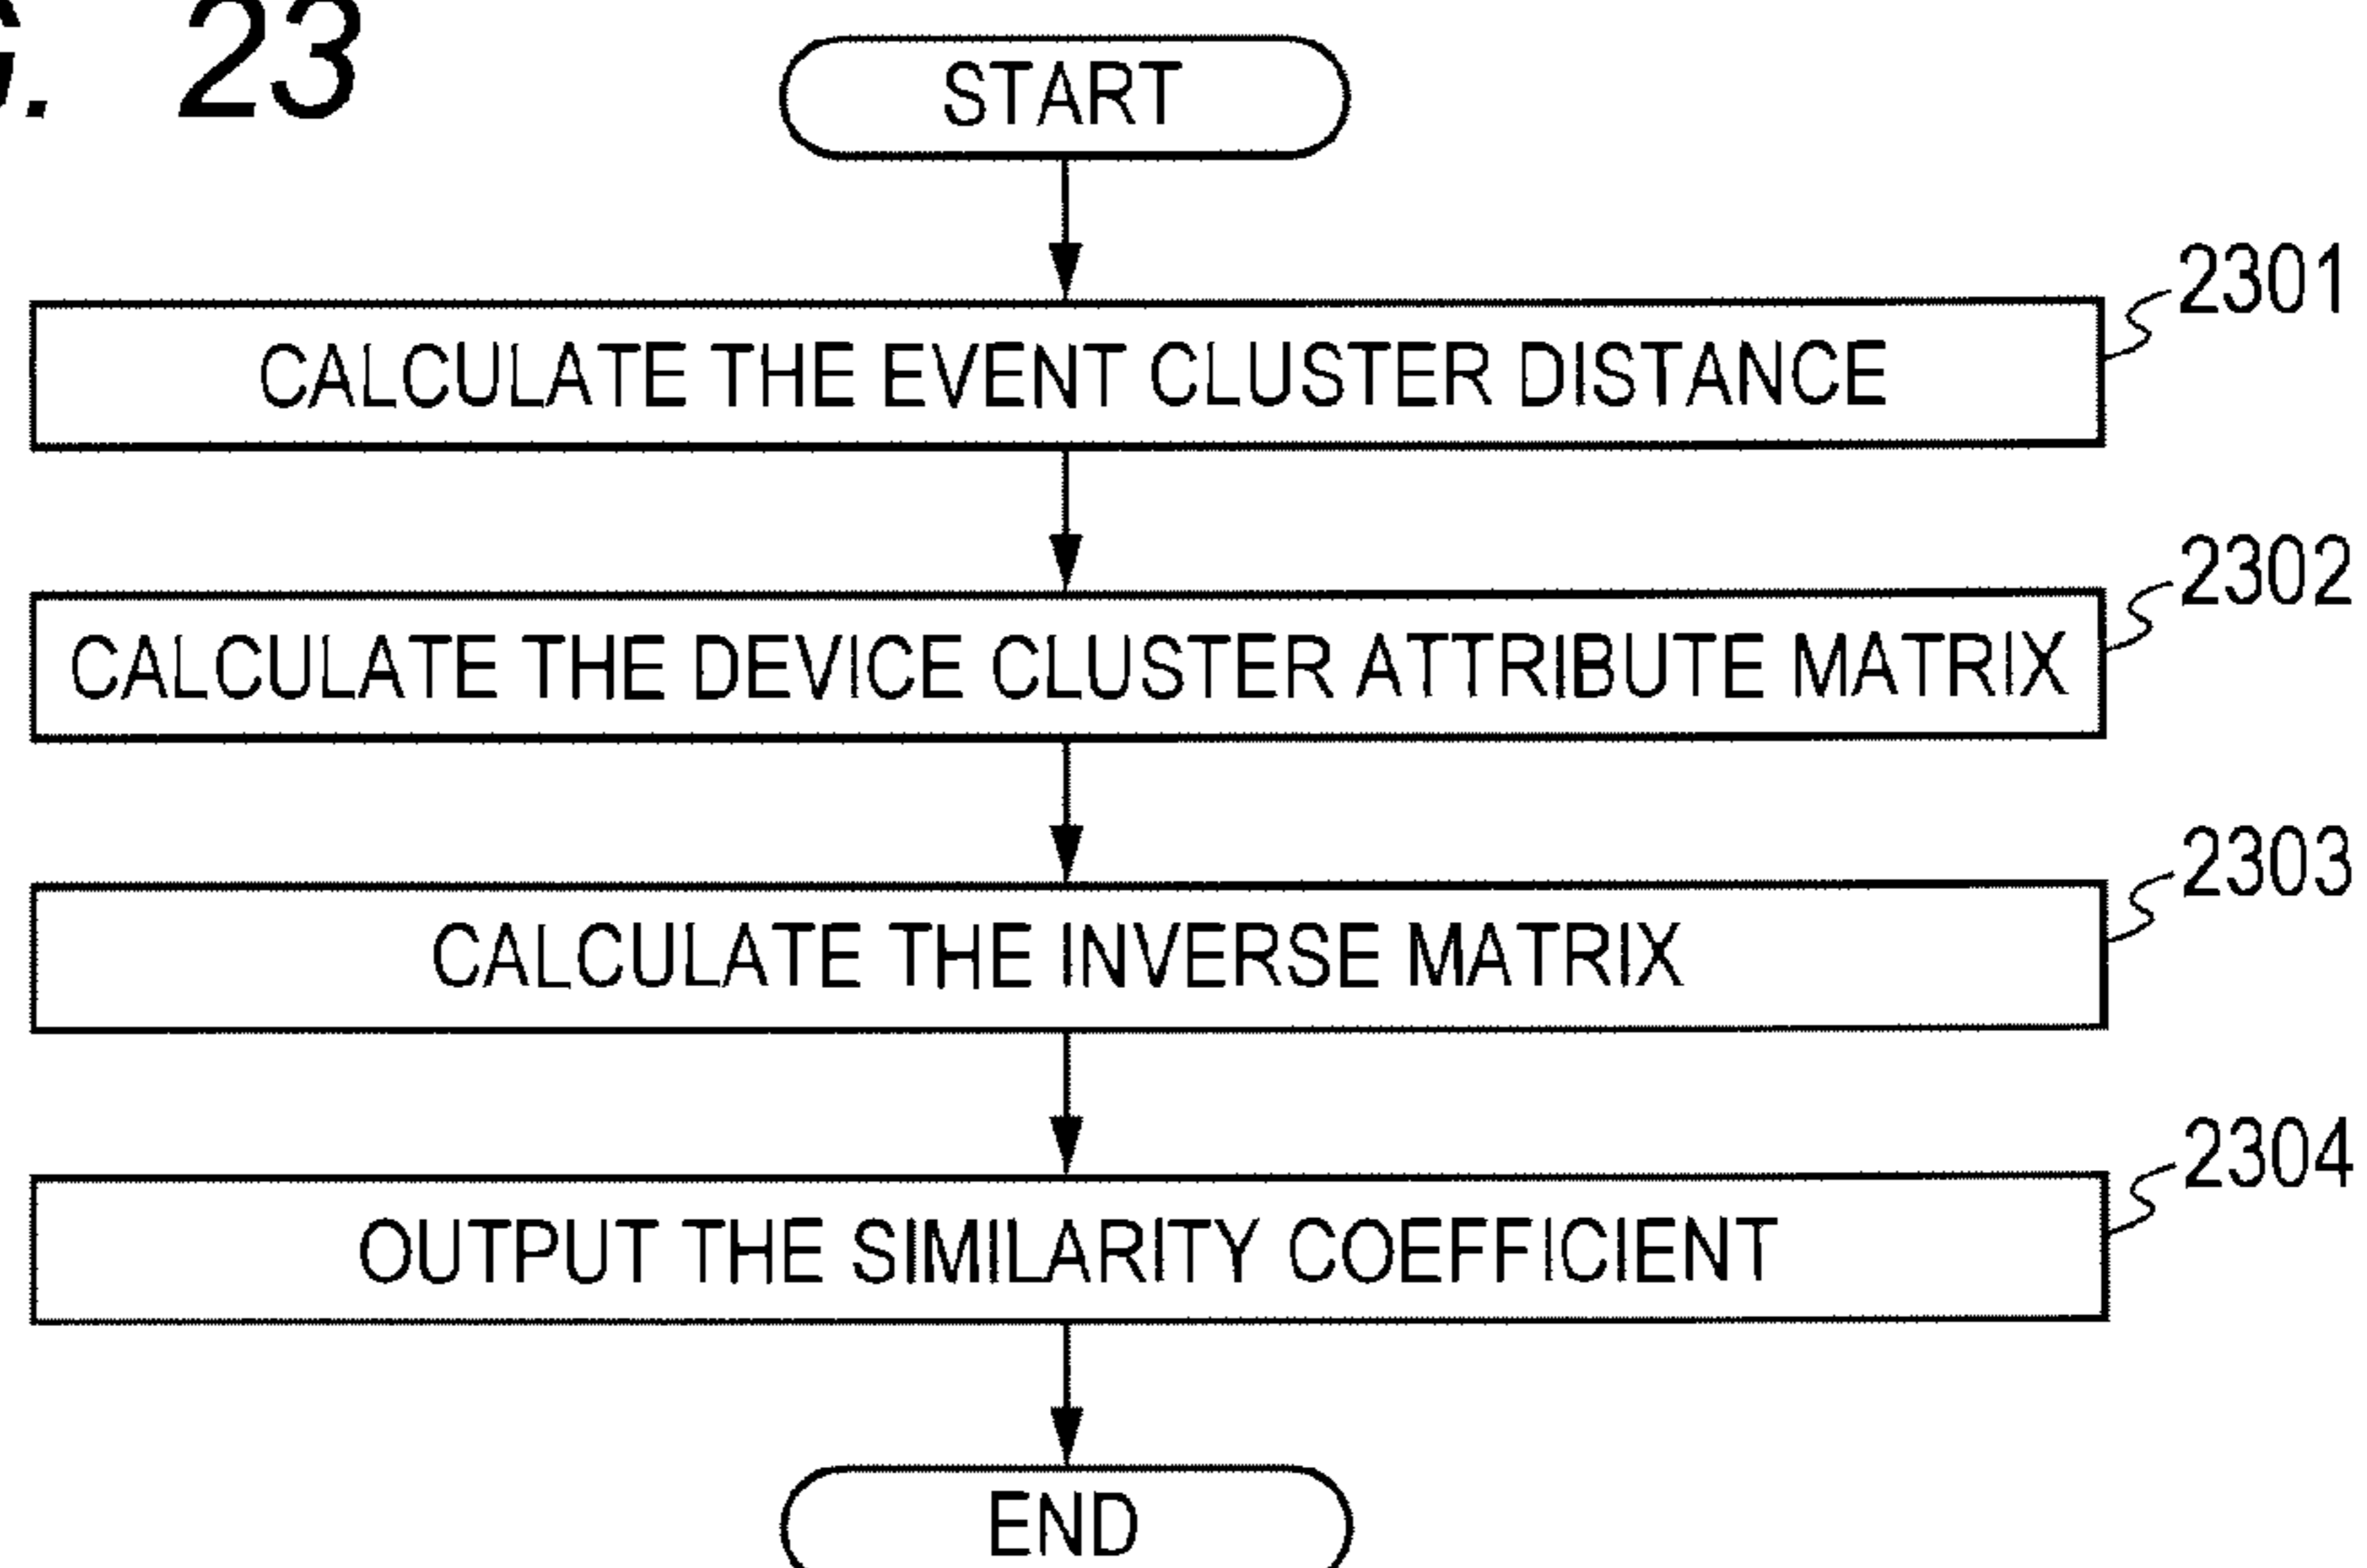 23
START
2301
CALCULATE THE EVENT CLUSTER DISTANCE
2302
CALCULATE THE DEVICE CLUSTER ATTRIBUTE MATRIX
2303
CALCULATE THE INVERSE MATRIX
2304
OUTPUT THE SIMILARITY COEFFICIENT
END